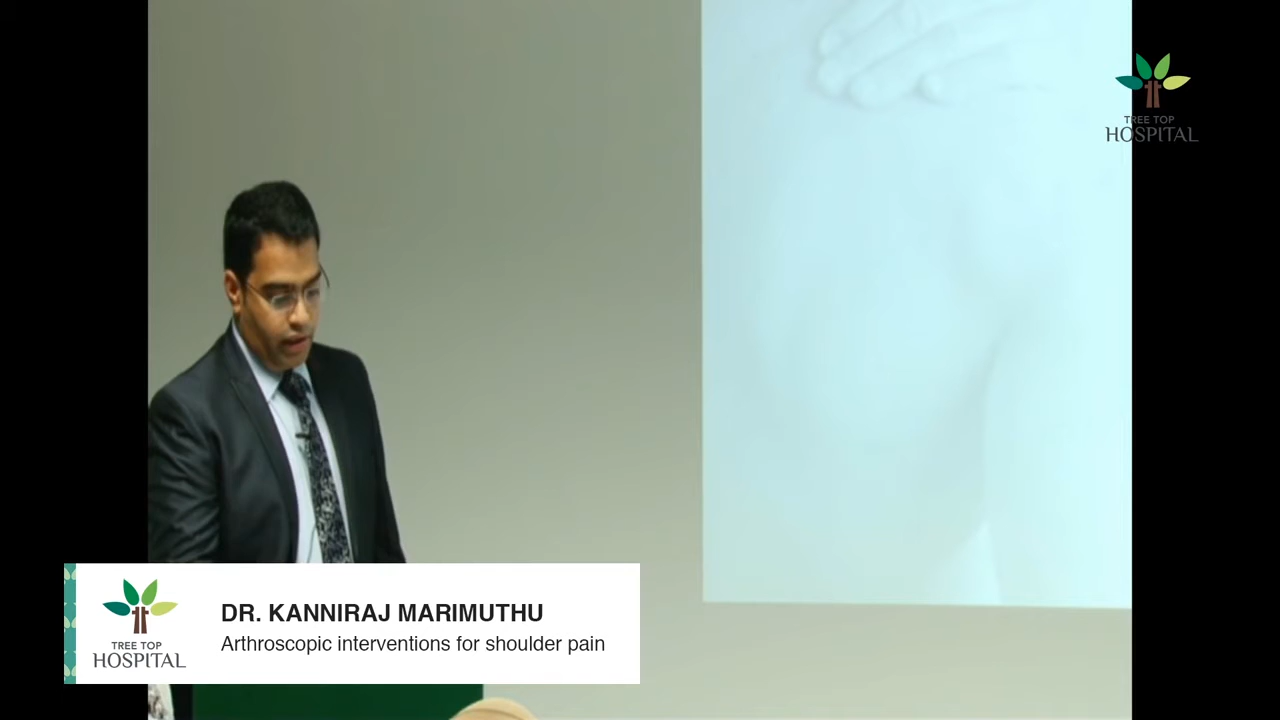 TREE TOP
HOSPITAL
DR. KANNIRAJ MARIMUTHU
Arthroscopic interventions for shoulder pain
TREE TOP
HOSPITAL